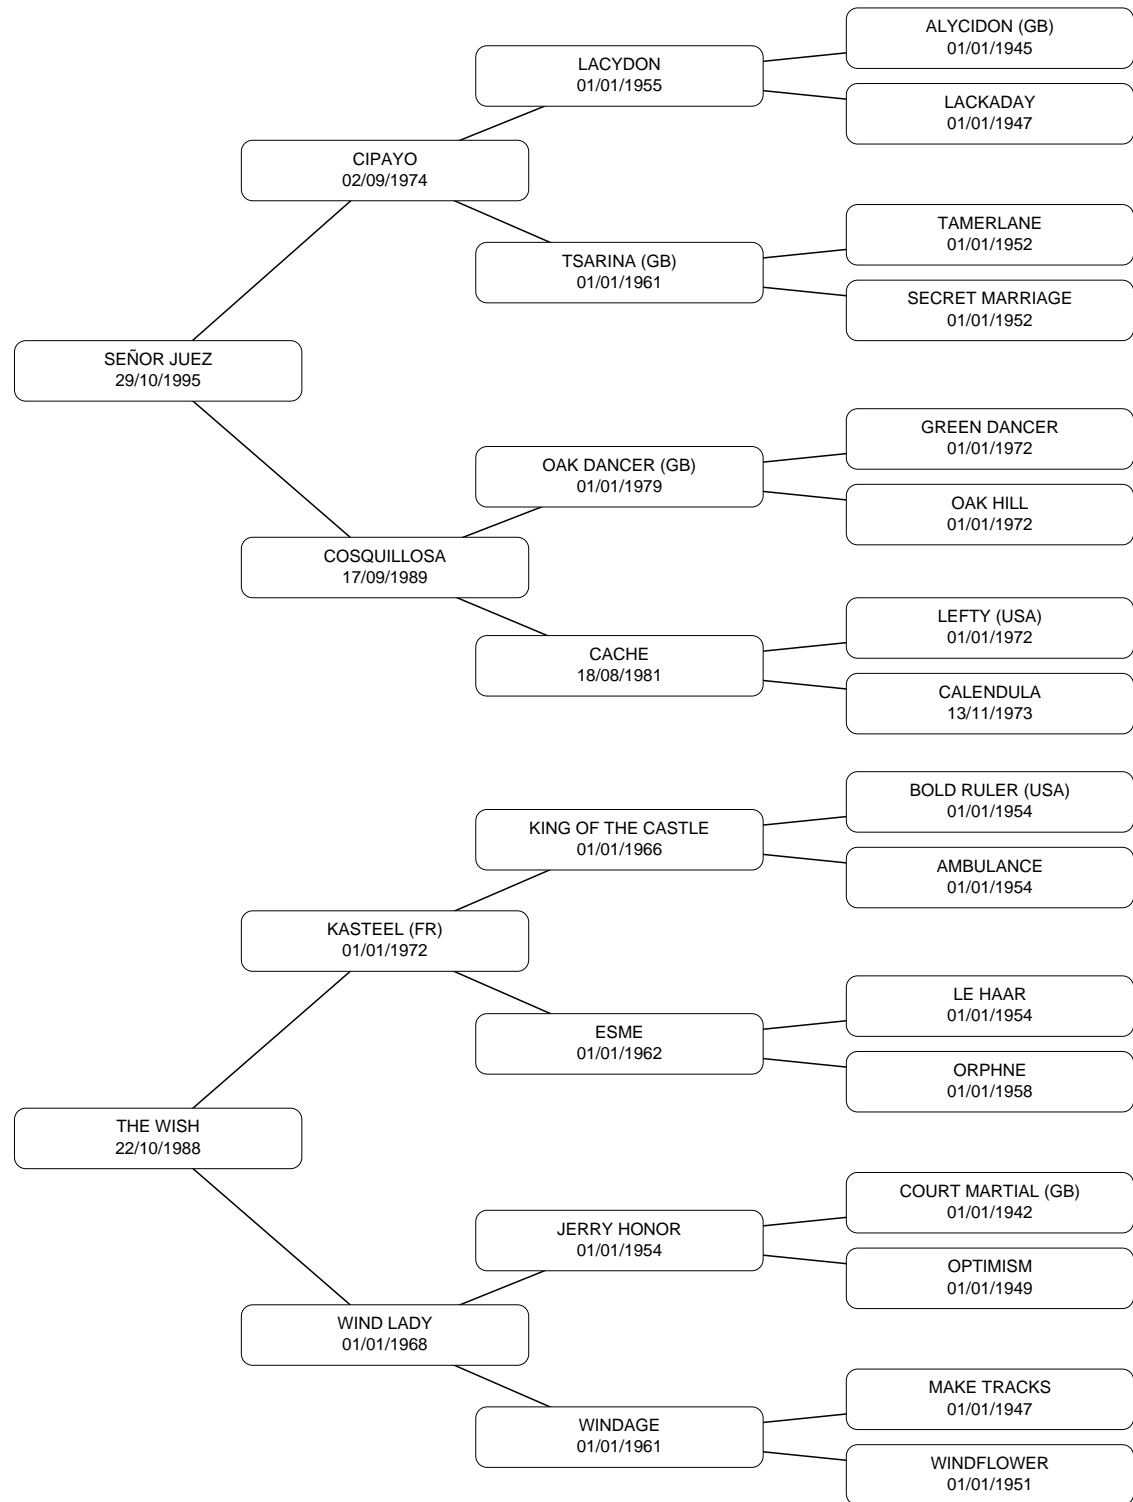 ALYCIDON (GB)
01/01/1945
LACYDON
01/01/1955
LACKADAY
01/01/1947
CIPAYO
02/09/1974
TAMERLANE
01/01/1952
TSARINA (GB)
01/01/1961
SECRET MARRIAGE
01/01/1952
SEÑOR JUEZ
29/10/1995
GREEN DANCER
01/01/1972
OAK DANCER (GB)
01/01/1979
OAK HILL
01/01/1972
COSQUILLOSA
17/09/1989
LEFTY (USA)
01/01/1972
CACHE
18/08/1981
CALENDULA
13/11/1973
BOLD RULER (USA)
01/01/1954
KING OF THE CASTLE
01/01/1966
AMBULANCE
01/01/1954
KASTEEL (FR)
01/01/1972
LE HAAR
01/01/1954
ESME
01/01/1962
ORPHNE
01/01/1958
THE WISH
22/10/1988
COURT MARTIAL (GB)
01/01/1942
JERRY HONOR
01/01/1954
OPTIMISM
01/01/1949
WIND LADY
01/01/1968
MAKE TRACKS
01/01/1947
WINDAGE
01/01/1961
WINDFLOWER
01/01/1951